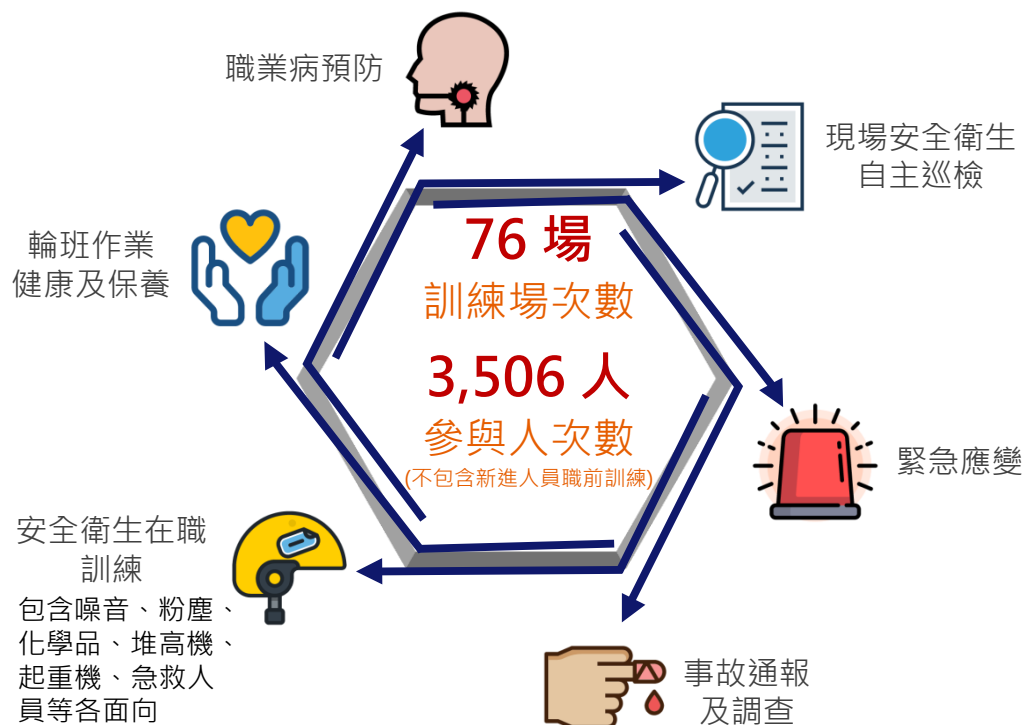 職業病預防
現場安全衛生
自主巡檢
輪班作業
健康及保養
76 場
訓練場次數
3,506 人
參與人次數
(不包含新進人員職前訓練)
緊急應變
安全衛生在職
訓練
包含噪音、粉塵、
化學品、堆高機、
起重機、急救人
員等各面向
事故通報
及調查